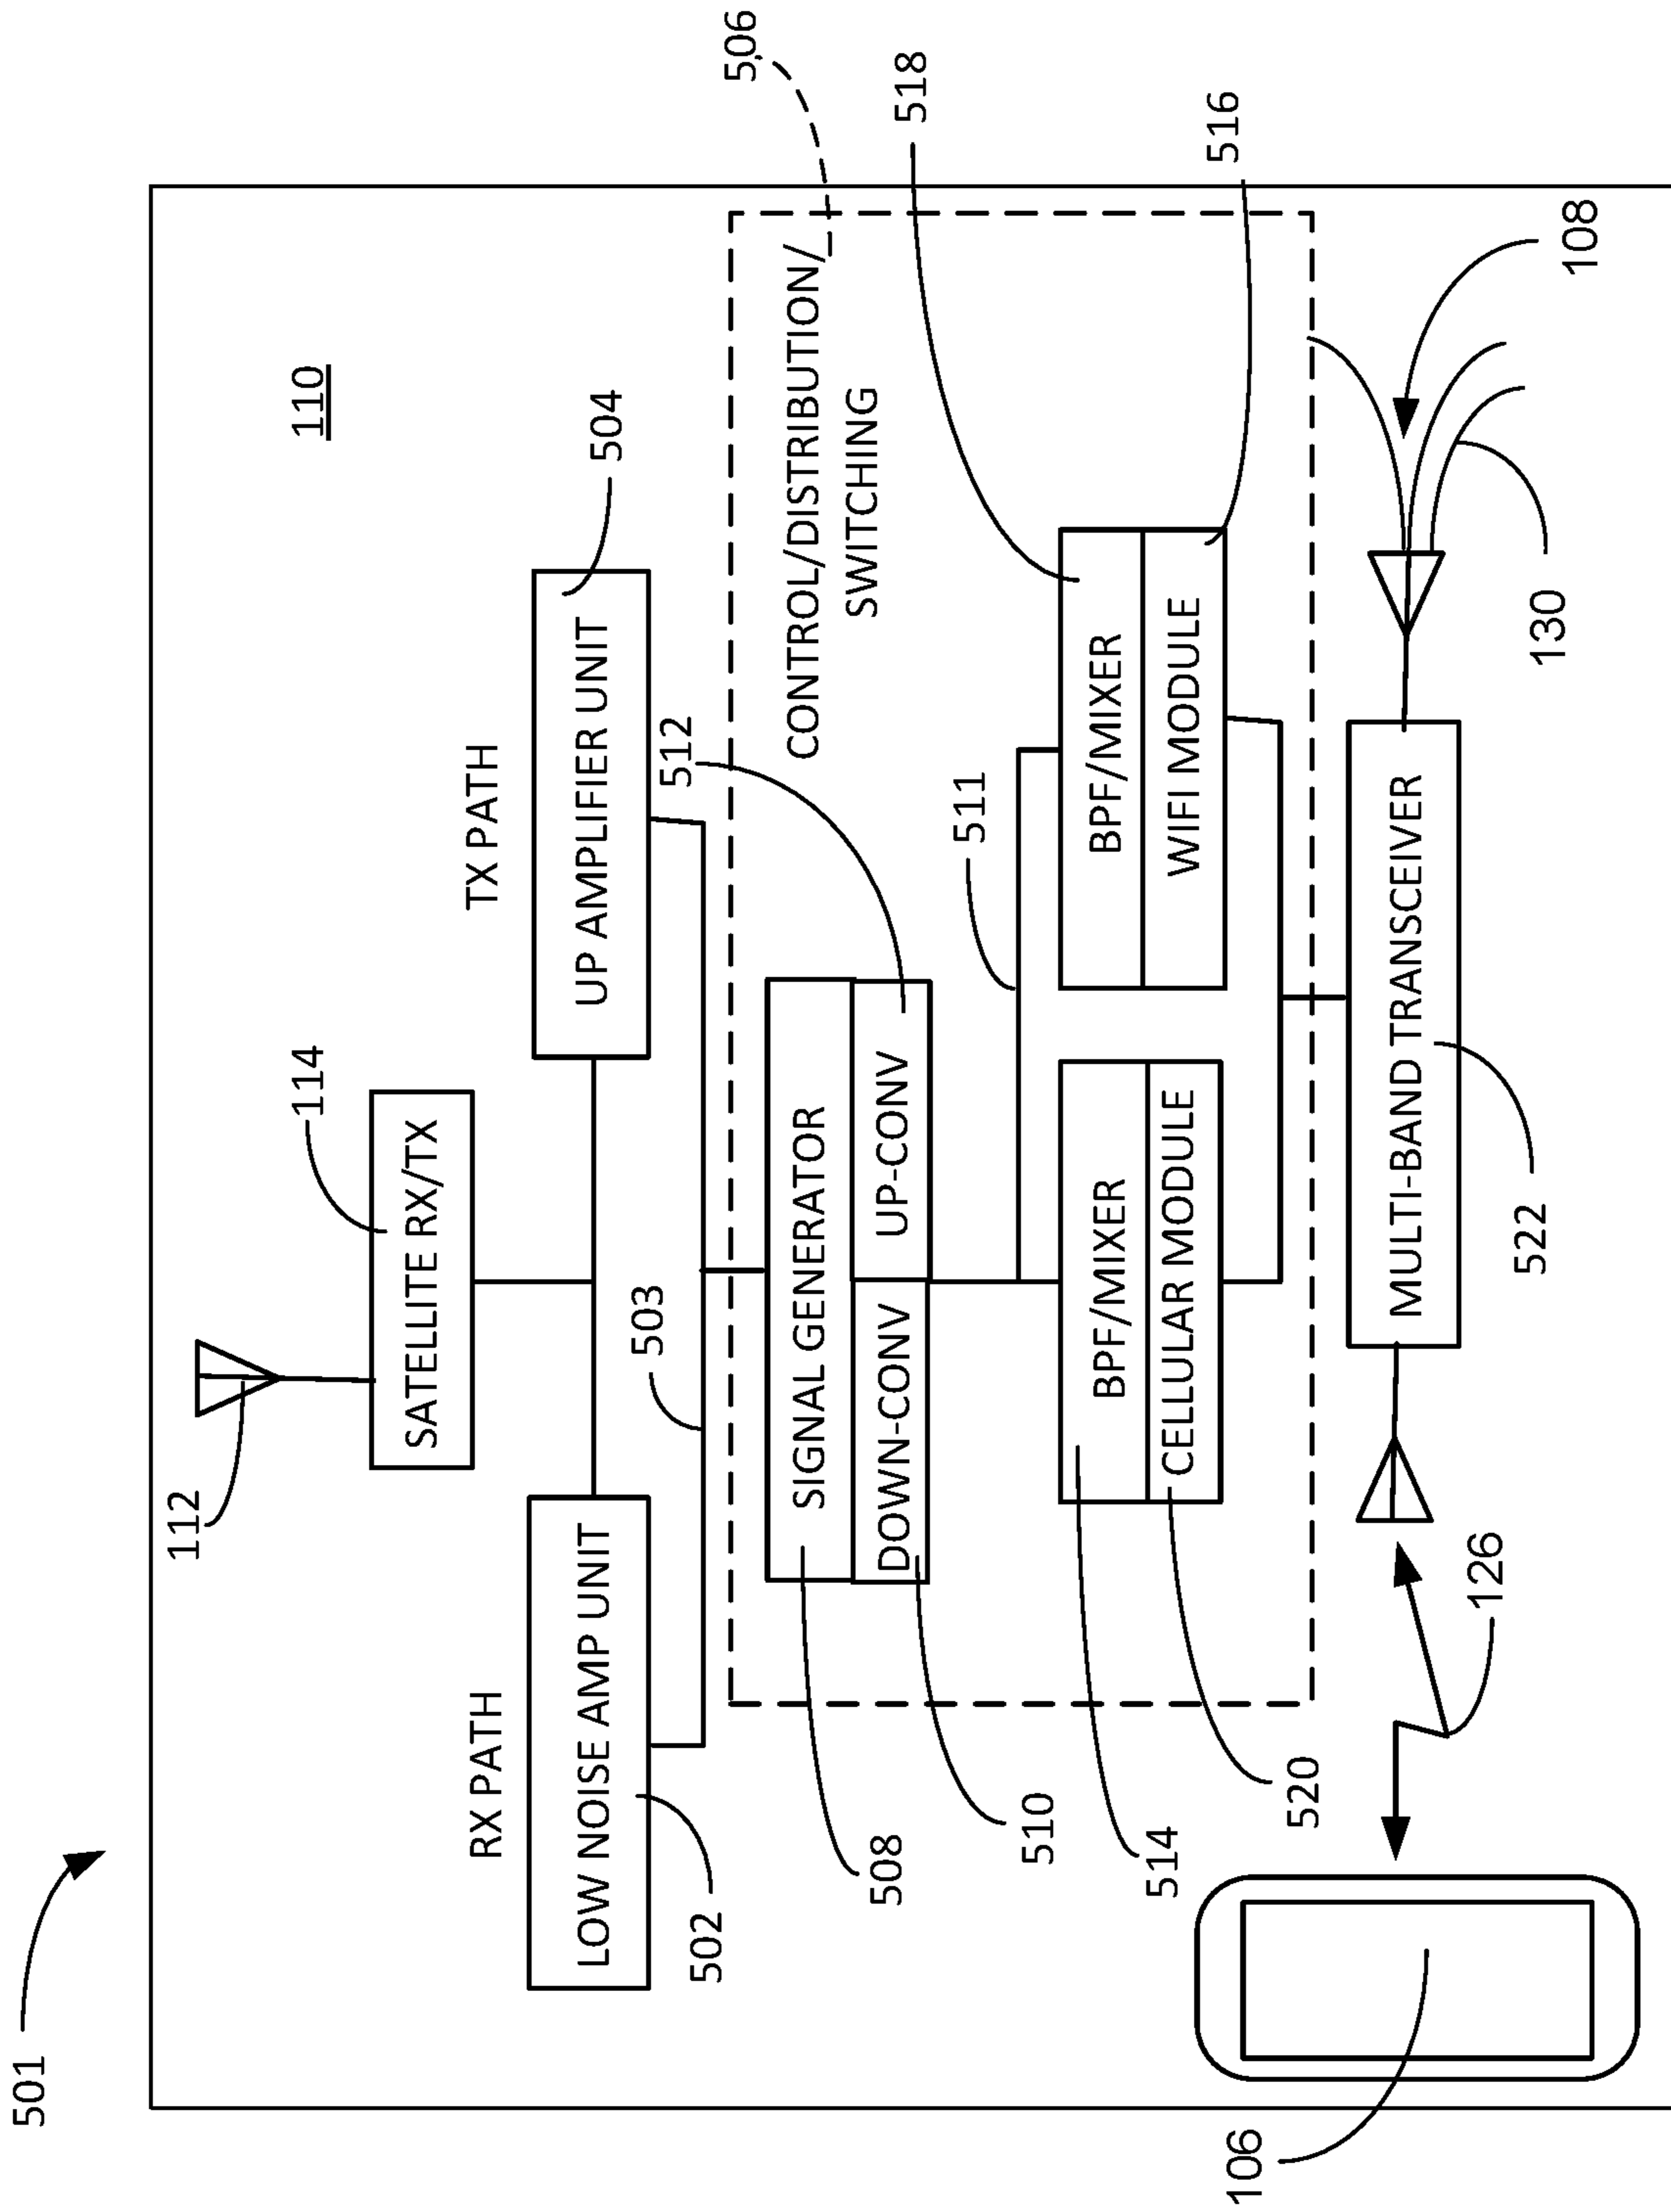 501
110
112
114
SATELLITE RX/TX
RX PATH
TX PATH
LOW NOISE AMP UNIT
UP AMPLIFIER UNIT
504
502
503
512
506
CONTROL/DISTRIBUTION/
SWITCHING
SIGNAL GENERATOR
DOWN-CONV
UP-CONV
508
510
511
518
516
BPF/MIXER
CELLULAR MODULE
BPF/MIXER
WIFI MODULE
514
520
MULTI-BAND TRANSCEIVER
522
126
130
108
106